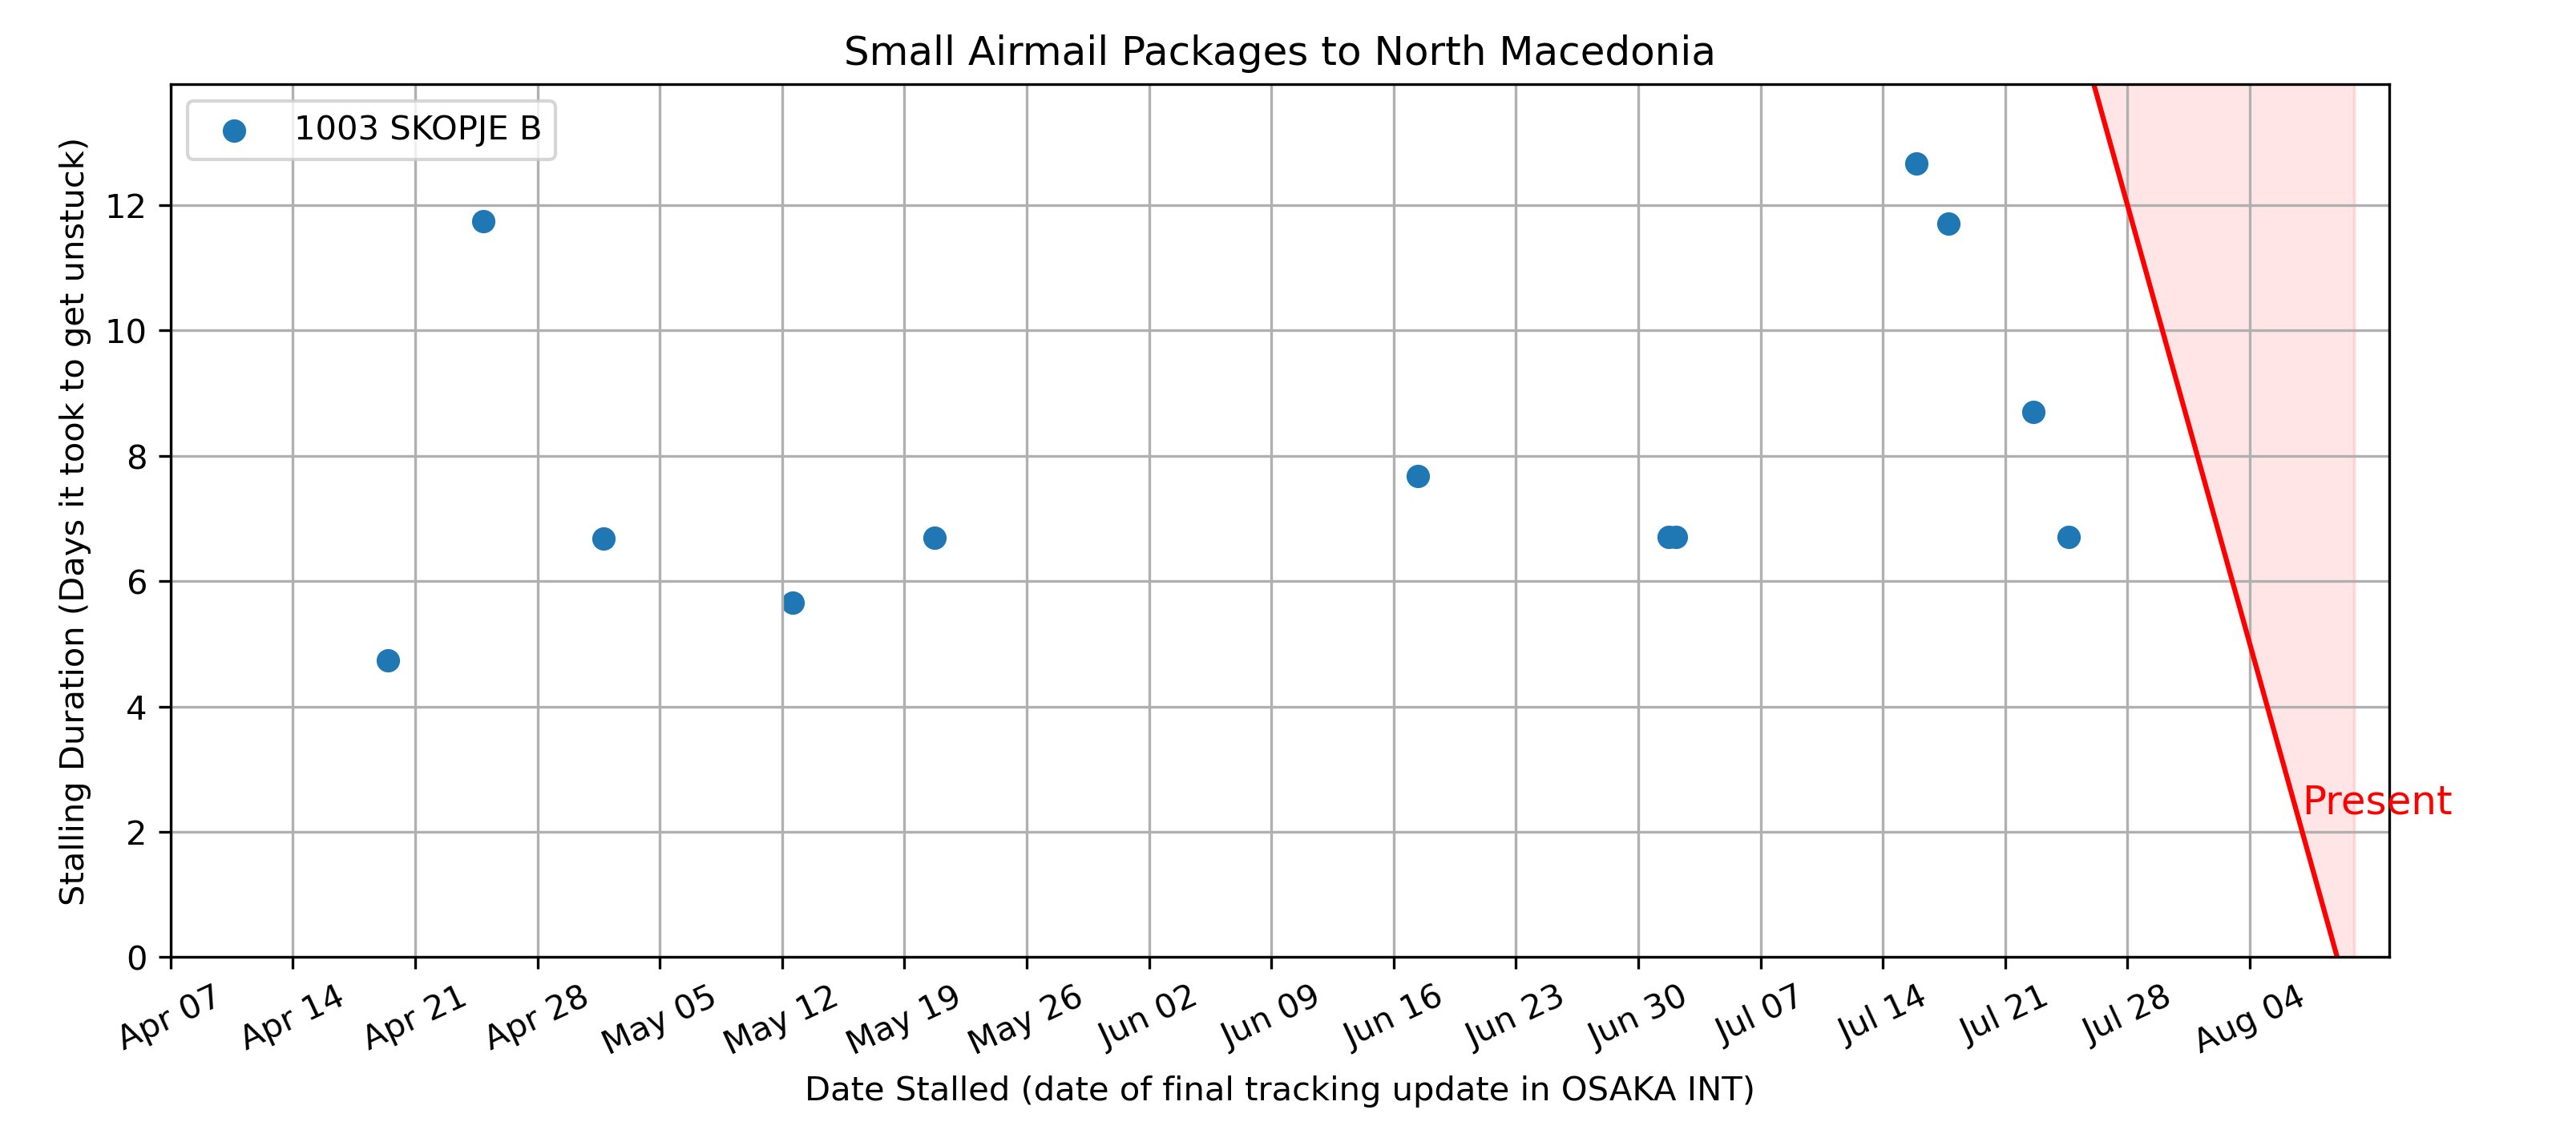 Small Airmail Packages to North Macedonia
1003 SKOPJE B
Stalling Duration (Days it took to get unstuck)
12
10
8
6
4
2
0
Present
Apr 07 Apr 14 Apr 21 Apr 28 May 05 May 12 May 19 May 26 Jun 02 Jun 09 Jun 16 Jun 23 Jun 30 Jul 07 Jul 14 Jul 21 Jul 28 Aug 04
Date Stalled (date of final tracking update in OSAKA INT)